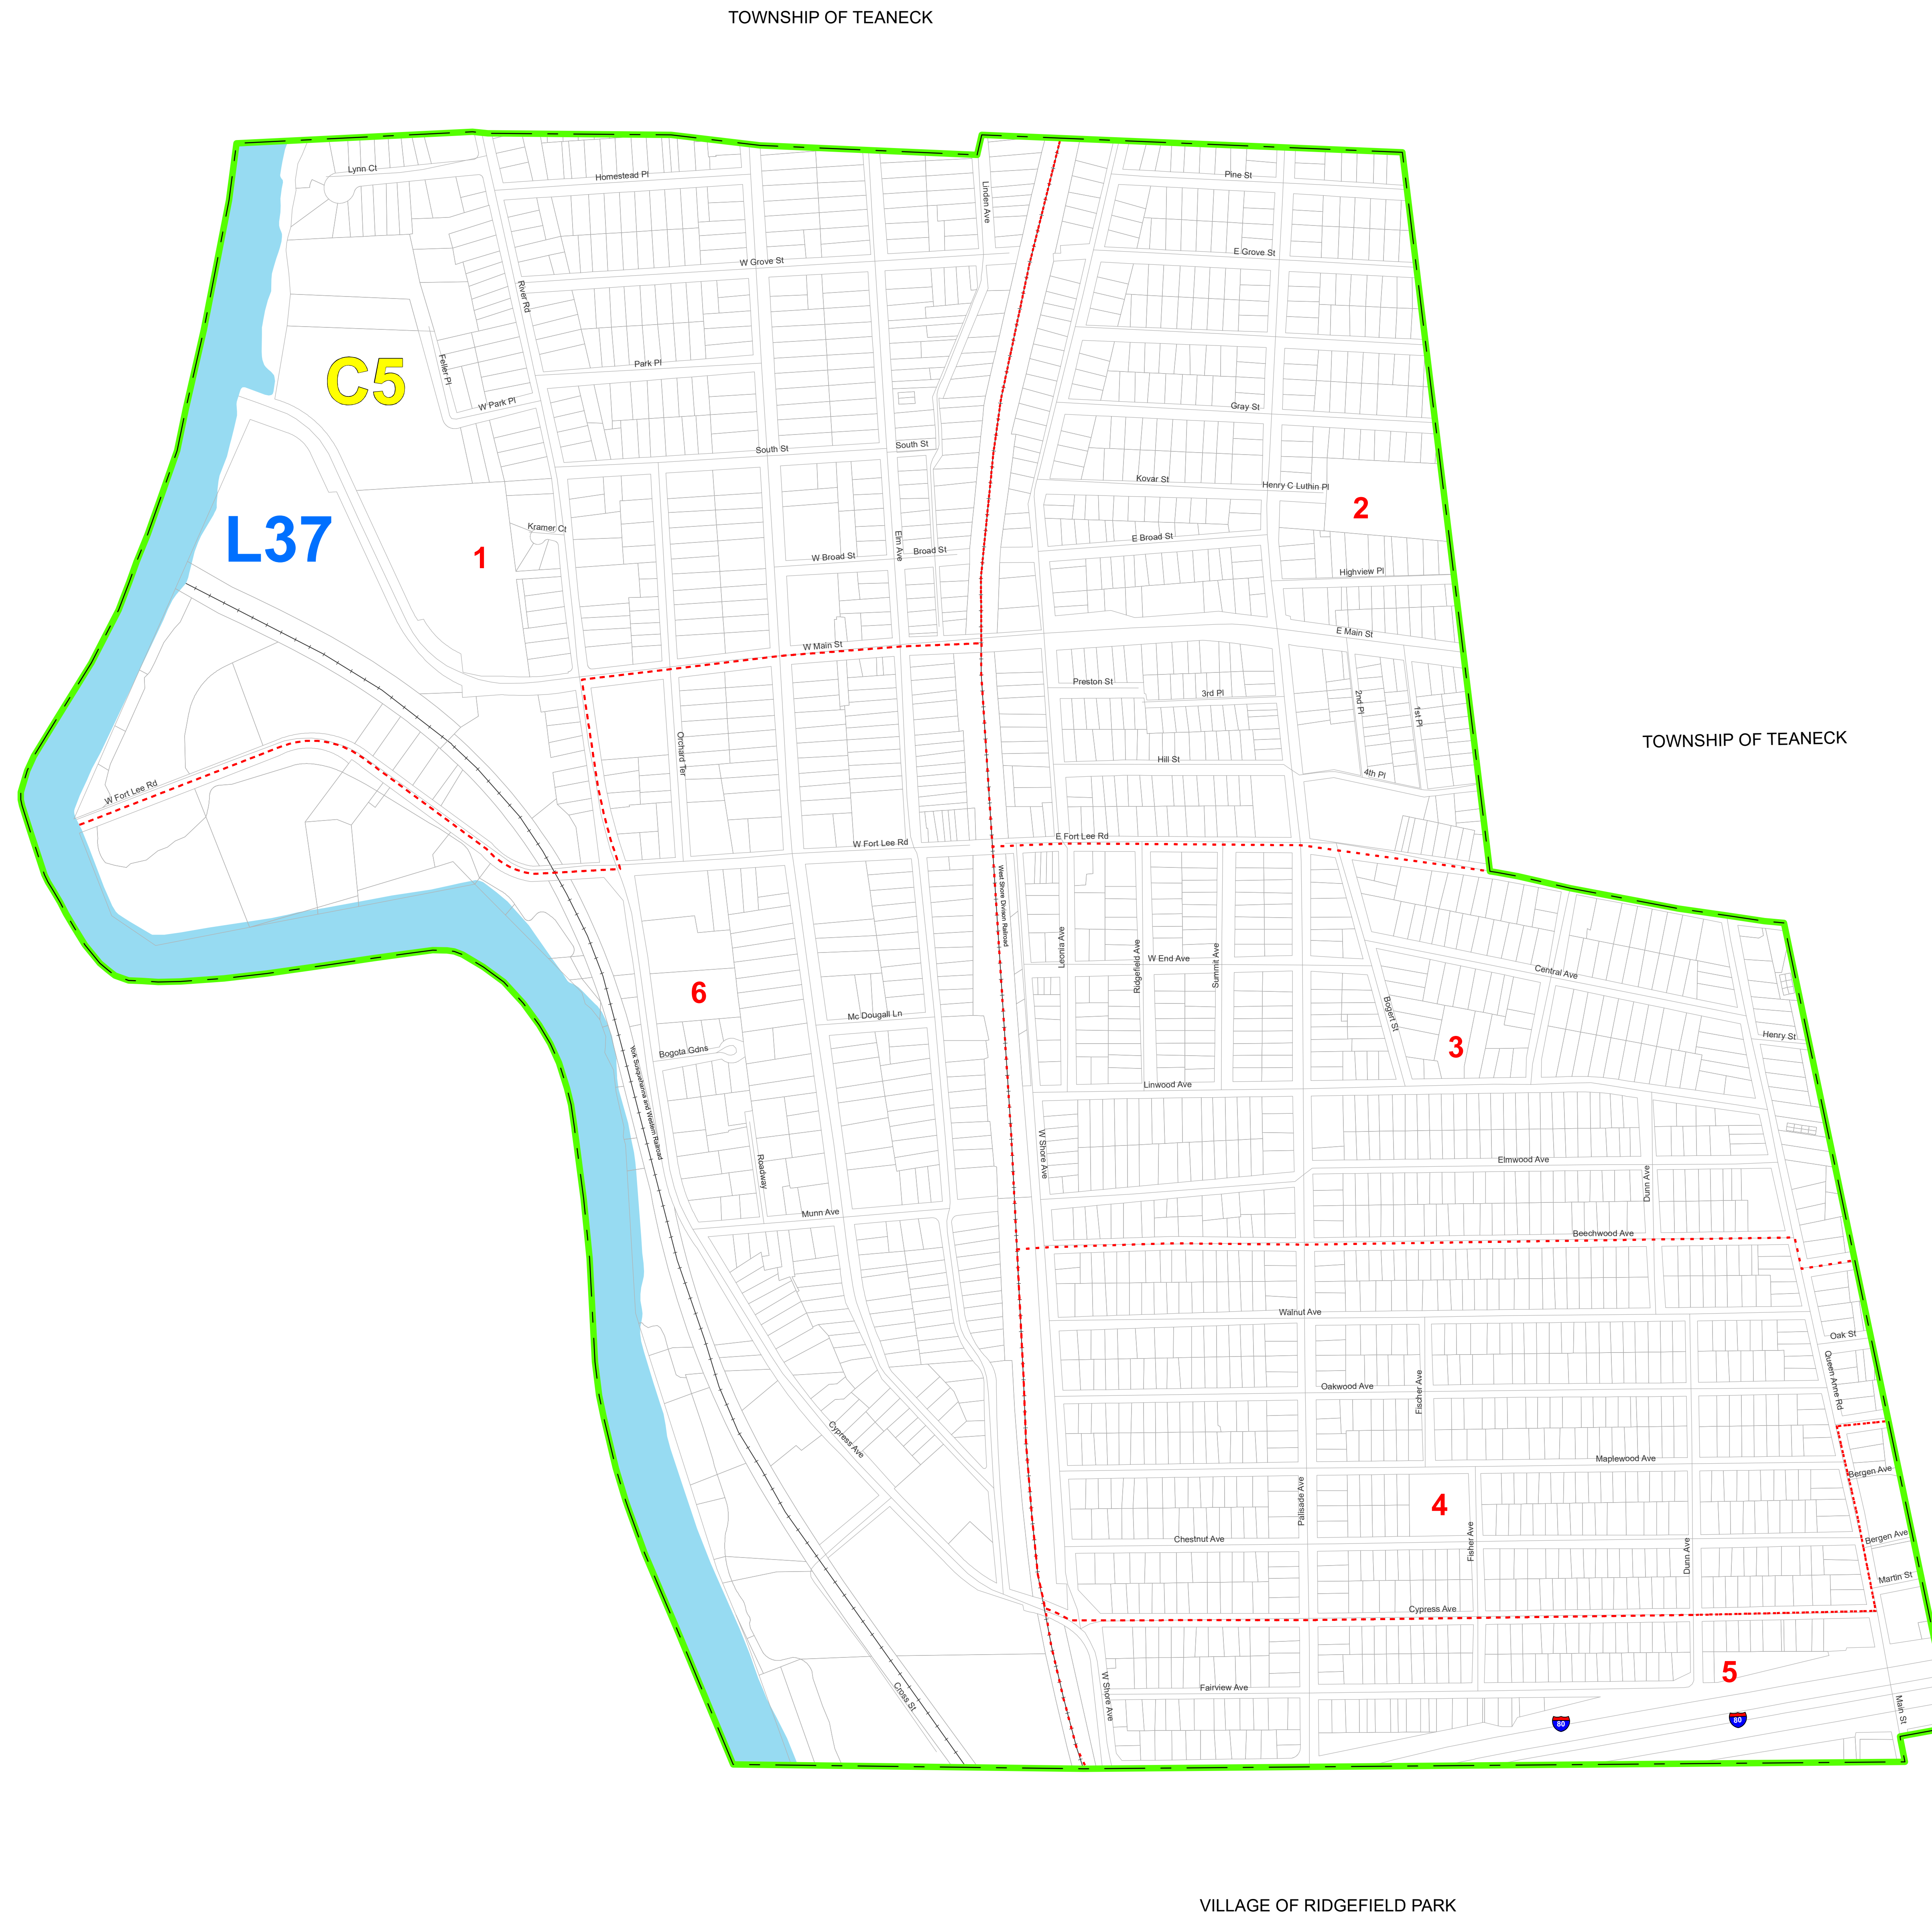 TOWNSHIP OF TEANECK
Lynn Ct
Homestead Pl
Linden Ave
Pine St
W Grove St
E Grove St
River Rd
C5
Feller Pl
Park Pl
W Park Pl
Gray St
South St
South St
Kovar St
Henry C Luthin Pl
2
L37
Kramer Ct
1
Elm Ave
W Broad St
Broad St
E Broad St
Highview Pl
W Main St
E Main St
Preston St
3rd Pl
2nd Pl
1st Pl
Orchard Ter
Hill St
4th Pl
TOWNSHIP OF TEANECK
W Fort Lee Rd
W Fort Lee Rd
E Fort Lee Rd
West Shore Division Railroad
Leonia Ave
Ridgefield Ave
W End Ave
Summit Ave
Central Ave
6
Mc Dougall Ln
Bogert St
Bogota Gdns
3
Henry St
York Susquehanna and Western Railroad
Linwood Ave
W Shore Ave
Roadway
Elmwood Ave
Dunn Ave
Munn Ave
Beechwood Ave
Walnut Ave
Oak St
Queen Anne Rd
Oakwood Ave
Fischer Ave
Cypress Ave
Maplewood Ave
Bergen Ave
Palisade Ave
4
Chestnut Ave
Fisher Ave
Dunn Ave
Bergen Ave
Martin St
Cypress Ave
5
Cross St
W Shore Ave
Fairview Ave
80
80
Main St
VILLAGE OF RIDGEFIELD PARK